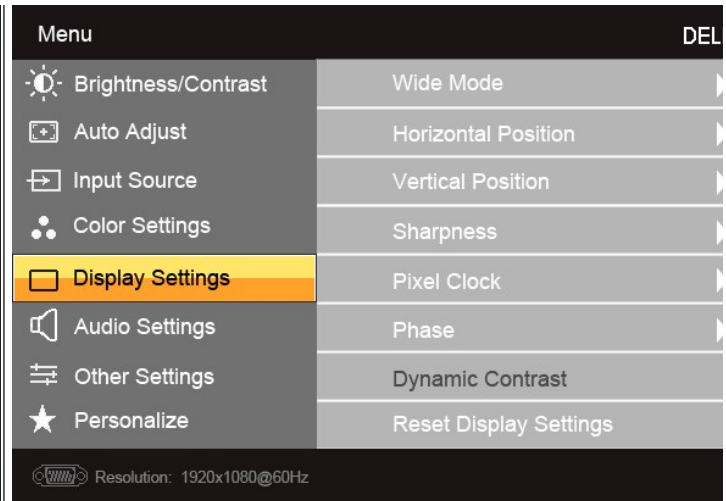 Menu
DEL
Brightness/Contrast
Auto Adjust
Input Source
Color Settings
Display Settings
Audio Settings
Other Settings
Personalize
Wide Mode
Horizontal Position
Vertical Position
Sharpness
Pixel Clock
Phase
Dynamic Contrast
Reset Display Settings
Resolution: 1920x1080@60Hz